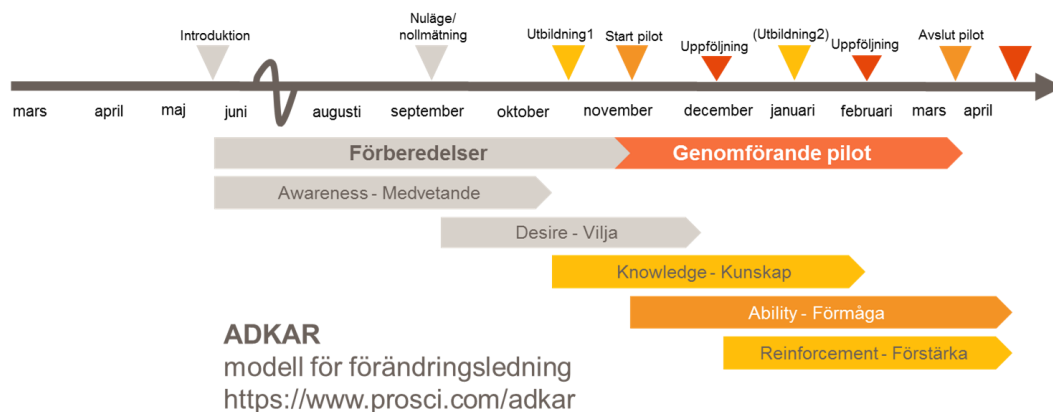 Introduktion
Nuläge/
nollmätning
Utbildning1
Start pilot
Uppföljning
(Utbildning2)
Uppföljning
Avslut pilot
mars april maj juni augusti september oktober november december januari februari mars april
Förberedelser
Genomförande pilot
Awareness - Medvetande
Desire - Vilja
Knowledge - Kunskap
Ability - Förmåga
Reinforcement - Förstärka
ADKAR
modell för förändringsledning
https://www.prosci.com/adkar